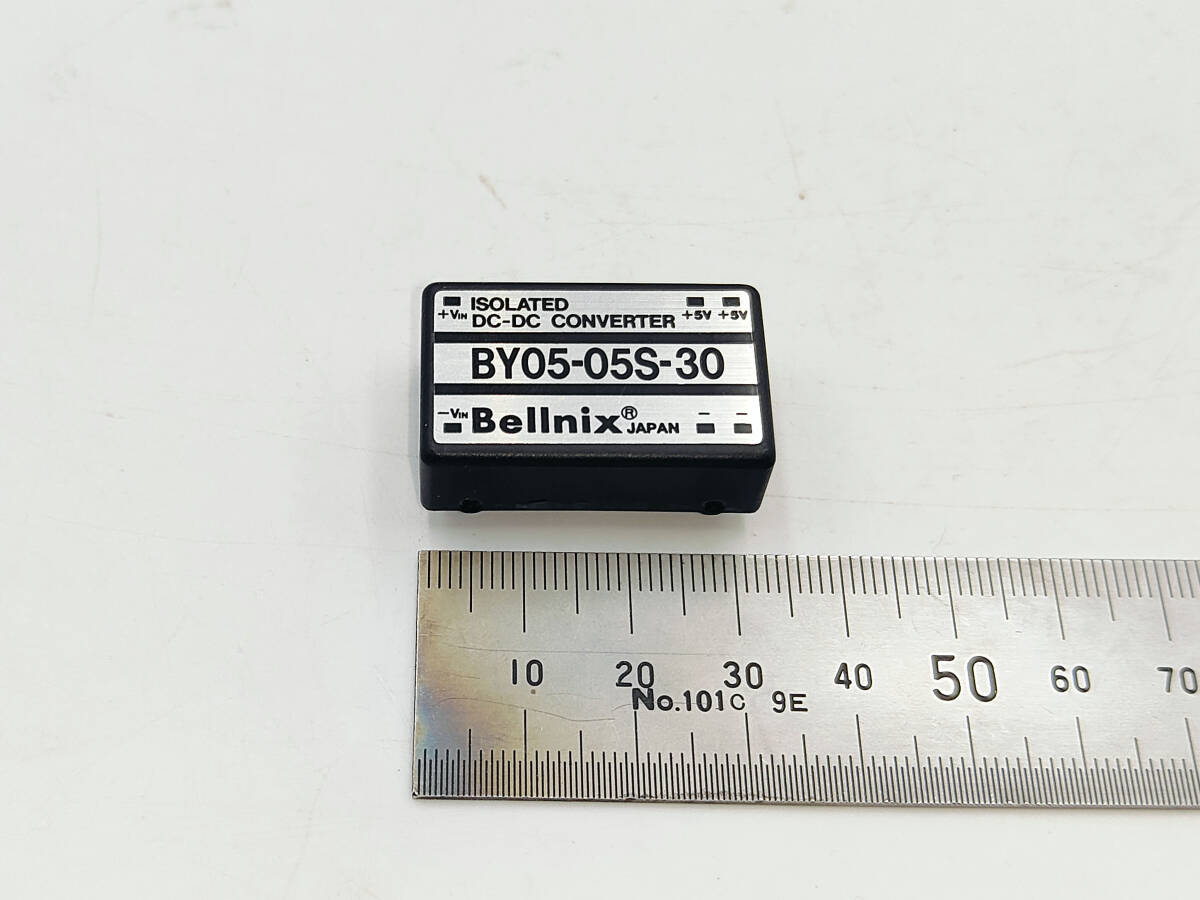 ISOLATED
+VIN DC-DC CONVERTER +5V +5V
BY05-05S-30
-VIN Bellnix® JAPAN - -
10 20 30 40 50 60 70
No.101C 9E